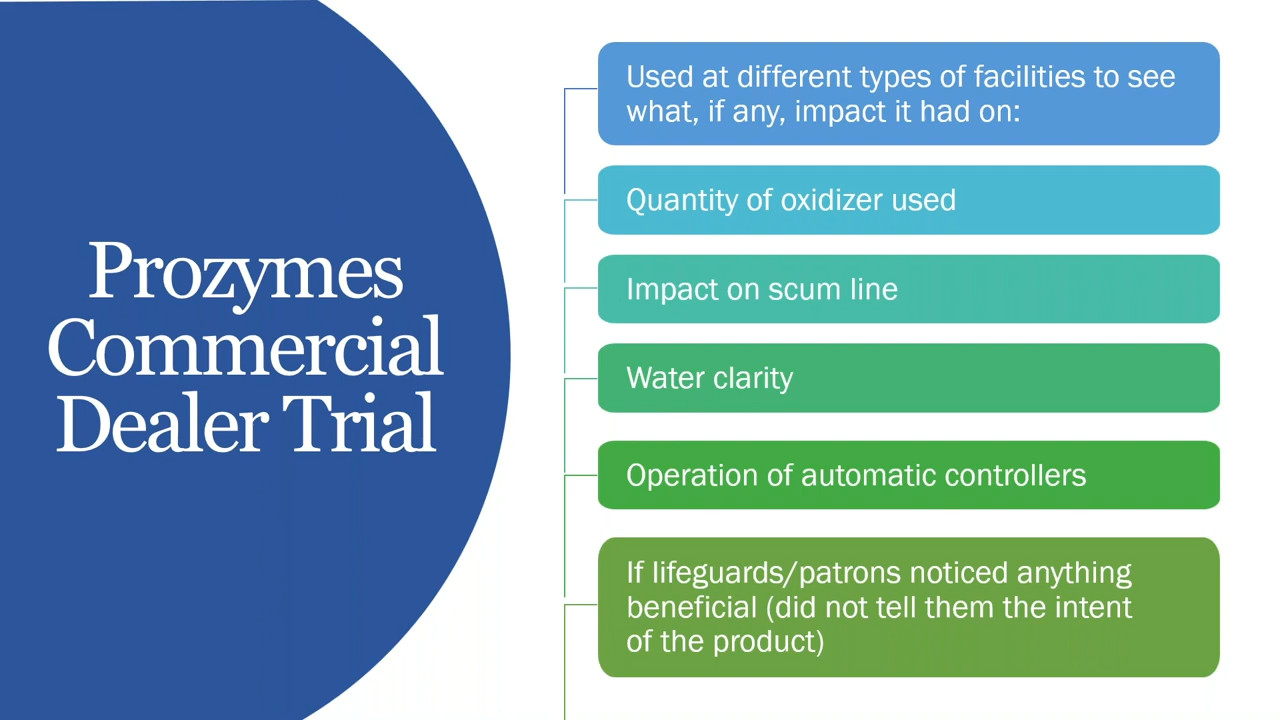 Prozymes
Commercial
Dealer Trial
Used at different types of facilities to see
what, if any, impact it had on:
Quantity of oxidizer used
Impact on scum line
Water clarity
Operation of automatic controllers
If lifeguards/patrons noticed anything
beneficial (did not tell them the intent
of the product)